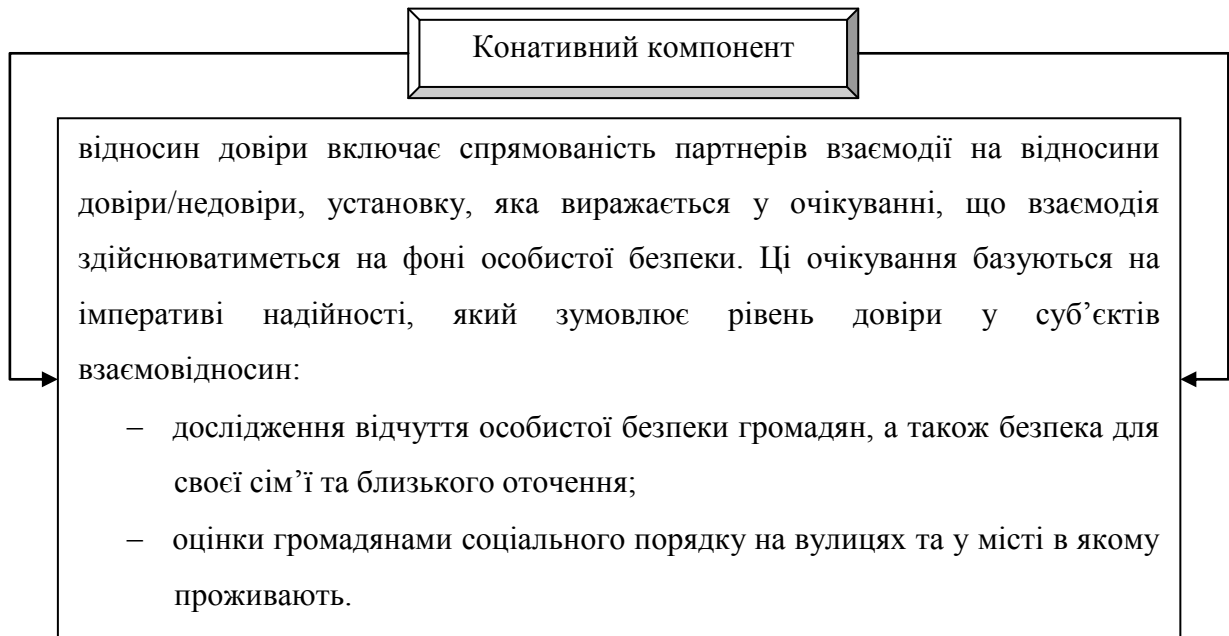 Конативний компонент
відносин довіри включає спрямованість партнерів взаємодії на відносини
довіри/недовіри, установку, яка виражається у очікуванні, що взаємодія
здійснюватиметься на фоні особистої безпеки. Ці очікування базуються на
імперативі надійності, який зумовлює рівень довіри у суб’єктів
взаємовідносин:
− дослідження відчуття особистої безпеки громадян, а також безпека для
своєї сім’ї та близького оточення;
− оцінки громадянами соціального порядку на вулицях та у місті в якому
проживають.